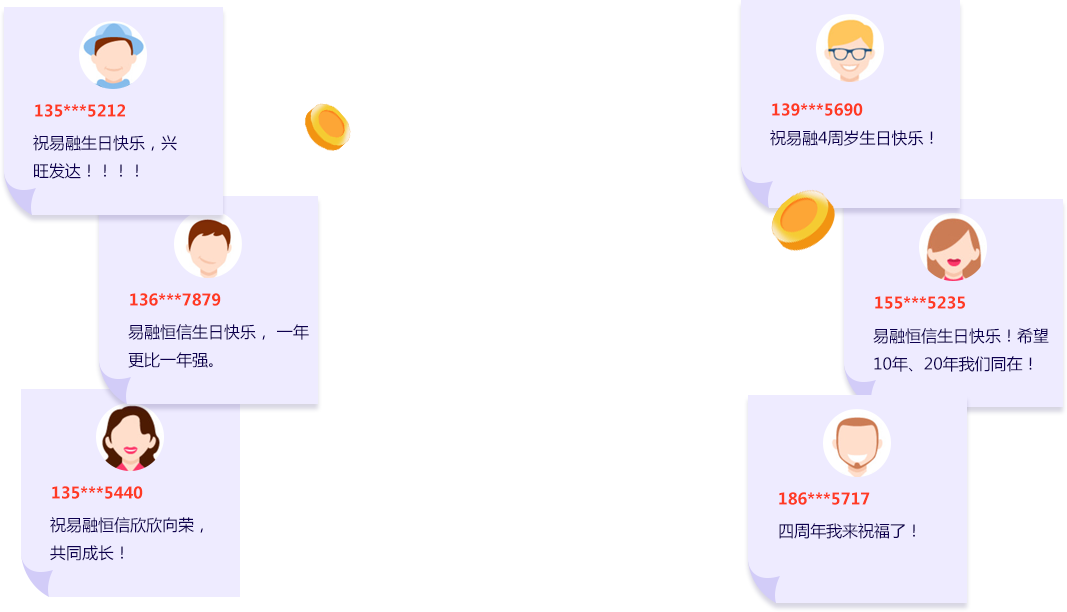 135***5212
祝易融生日快乐，兴
旺发达！！！！
136***7879
易融恒信生日快乐， 一年
更比一年强。
135***5440
祝易融恒信欣欣向荣，
共同成长！
139***5690
祝易融4周岁生日快乐！
155***5235
易融恒信生日快乐！希望
10年、20年我们同在！
186***5717
四周年我来祝福了！